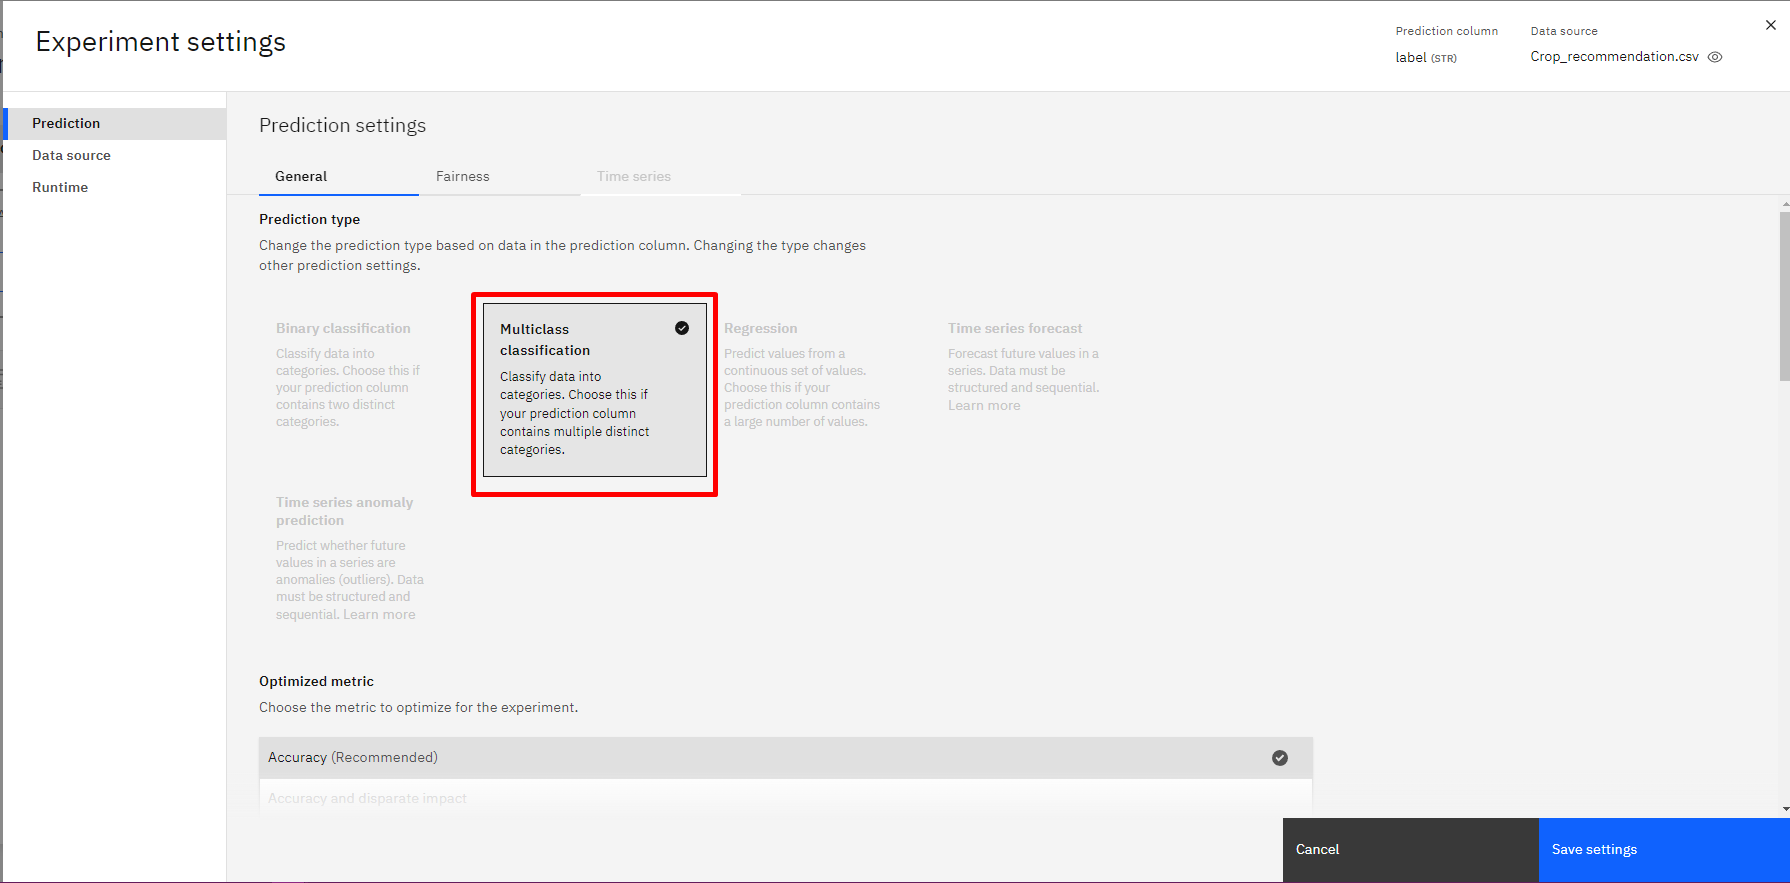 Experiment settings
Prediction column
label (STR)
Data source
Crop_recommendation.csv
Prediction
Data source
Runtime
Prediction settings
General
Fairness
Time series
Prediction type
Change the prediction type based on data in the prediction column. Changing the type changes
other prediction settings.
Binary classification
Classify data into
categories. Choose this if
your prediction column
contains two distinct
categories.
Multiclass
classification
Classify data into
categories. Choose this if
your prediction column
contains multiple distinct
categories.
Regression
Predict values from a
continuous set of values.
Choose this if your
prediction column contains
a large number of values.
Time series forecast
Forecast future values in a
series. Data must be
structured and sequential.
Learn more
Time series anomaly
prediction
Predict whether future
values in a series are
anomalies (outliers). Data
must be structured and
sequential. Learn more
Optimized metric
Choose the metric to optimize for the experiment.
Accuracy (Recommended)
Accuracy and disparate impact
Cancel
Save settings